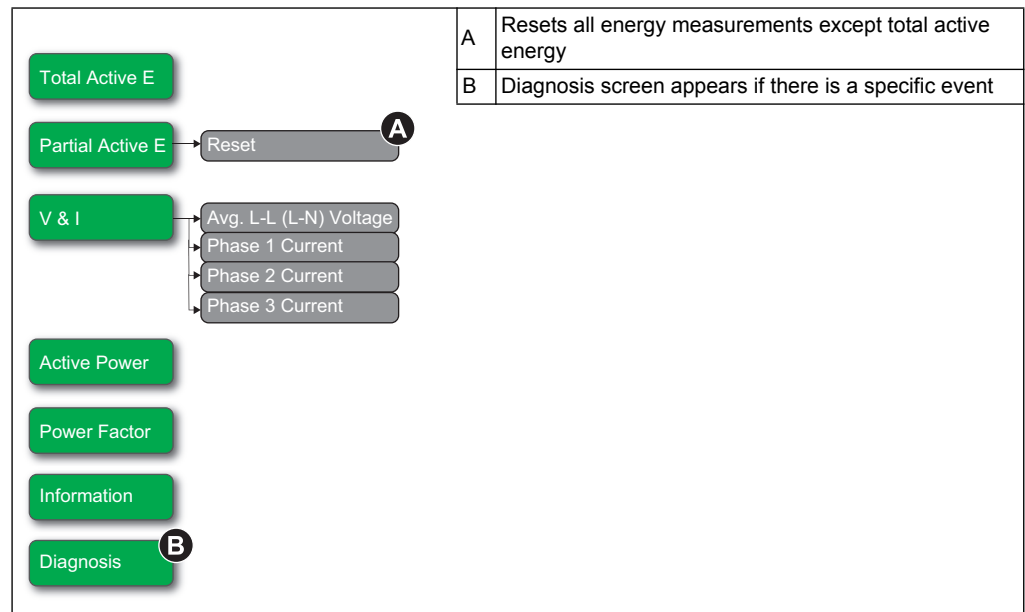 A Resets all energy measurements except total active
energy
B Diagnosis screen appears if there is a specific event
Total Active E
Partial Active E
Reset
A
V & I
Avg. L-L (L-N) Voltage
Phase 1 Current
Phase 2 Current
Phase 3 Current
Active Power
Power Factor
Information
Diagnosis
B